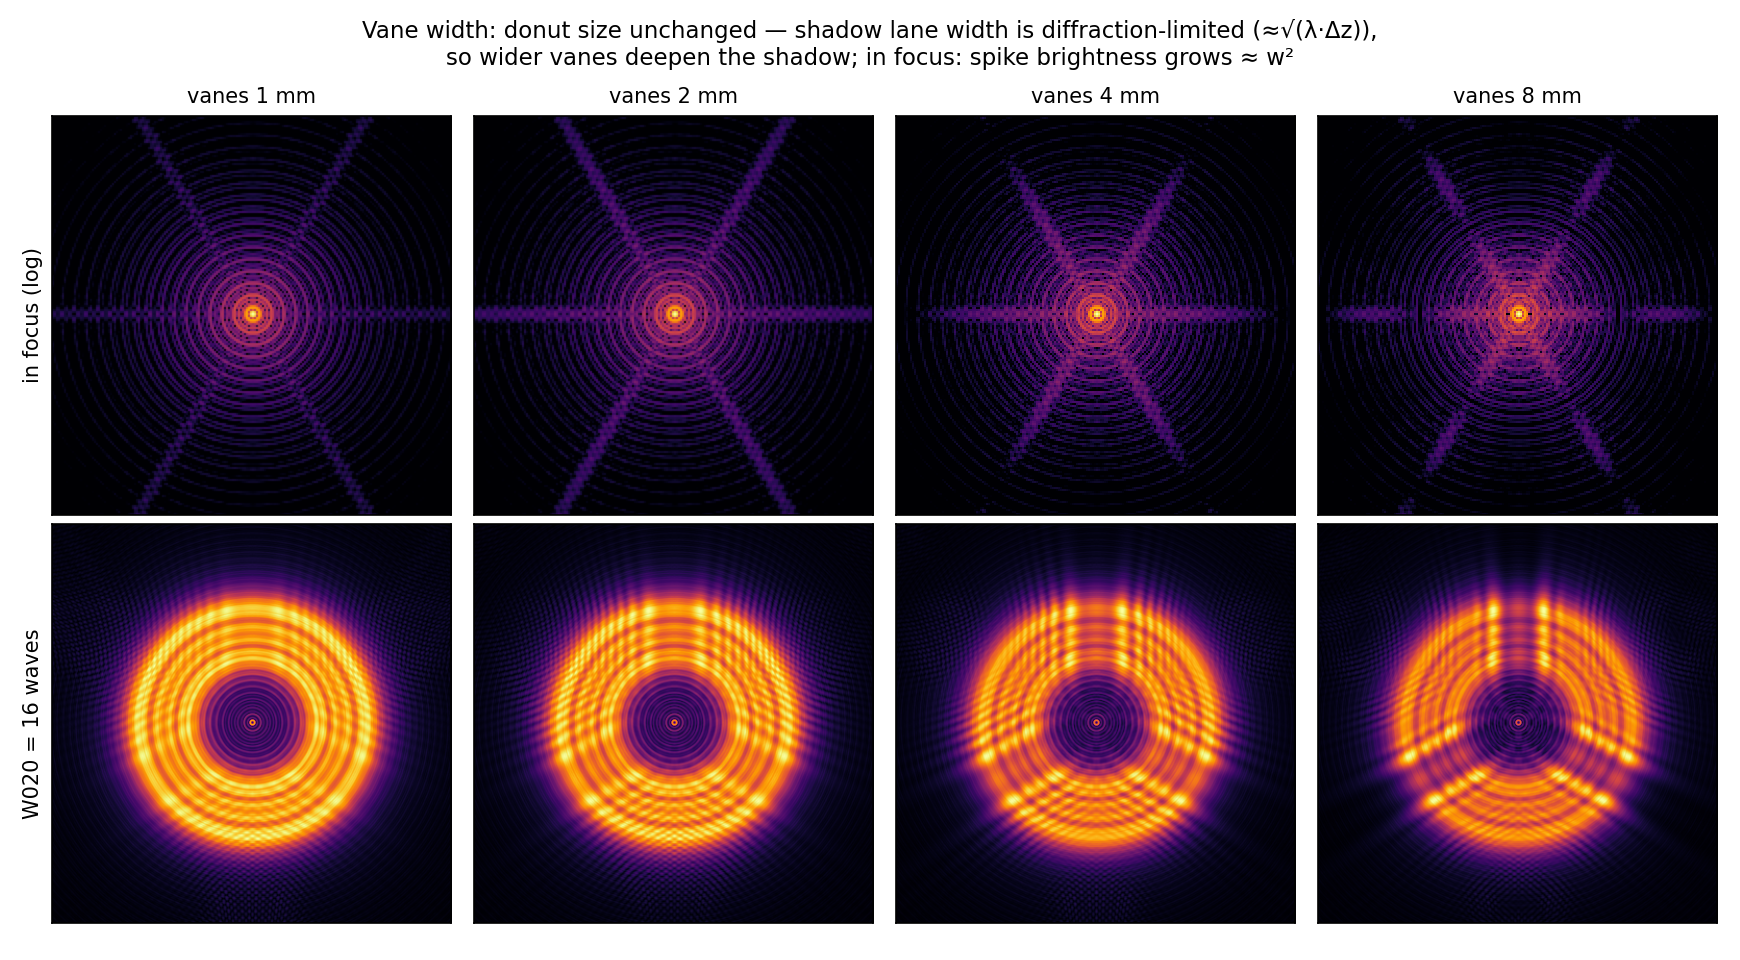 Vane width: donut size unchanged — shadow lane width is diffraction-limited (≈√(λ·Δz)),
so wider vanes deepen the shadow; in focus: spike brightness grows ≈ w²
vanes 1 mm
vanes 2 mm
vanes 4 mm
vanes 8 mm
in focus (log)
W020 = 16 waves